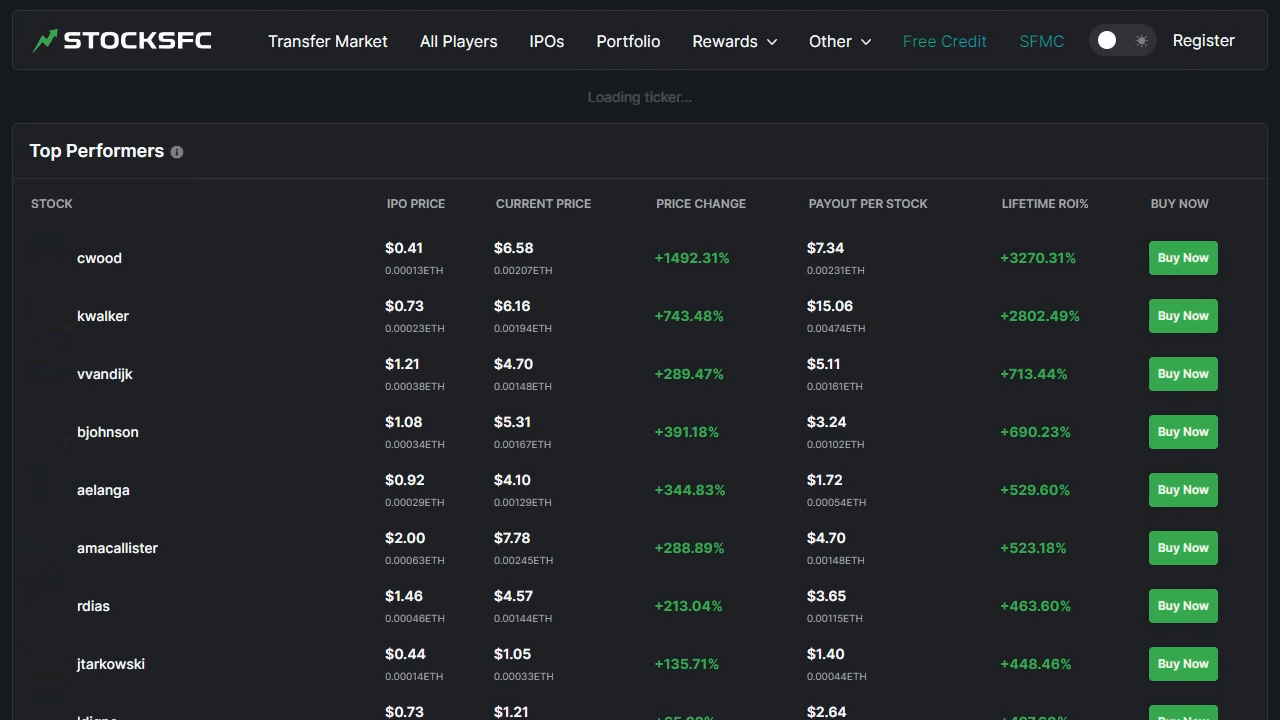 STOCKSFC Transfer Market All Players IPOs Portfolio Rewards Other Free Credit SFMC Register
Loading ticker...
Top Performers
STOCK IPO PRICE CURRENT PRICE PRICE CHANGE PAYOUT PER STOCK LIFETIME ROI% BUY NOW
cwood $0.41 0.00013ETH $6.58 0.00207ETH +1492.31% $7.34 0.00231ETH +3270.31% Buy Now
kwalker $0.73 0.00023ETH $6.16 0.00194ETH +743.48% $15.06 0.00474ETH +2802.49% Buy Now
vvandijk $1.21 0.00038ETH $4.70 0.00148ETH +289.47% $5.11 0.00161ETH +713.44% Buy Now
bjohnson $1.08 0.00034ETH $5.31 0.00167ETH +391.18% $3.24 0.00102ETH +690.23% Buy Now
aelanga $0.92 0.00029ETH $4.10 0.00129ETH +344.83% $1.72 0.00054ETH +529.60% Buy Now
amacallister $2.00 0.00063ETH $7.78 0.00245ETH +288.89% $4.70 0.00148ETH +523.18% Buy Now
rdias $1.46 0.00046ETH $4.57 0.00144ETH +213.04% $3.65 0.00115ETH +463.60% Buy Now
jtarkowski $0.44 0.00014ETH $1.05 0.00033ETH +135.71% $1.40 0.00044ETH +448.46% Buy Now
$0.73 $1.21 $2.64